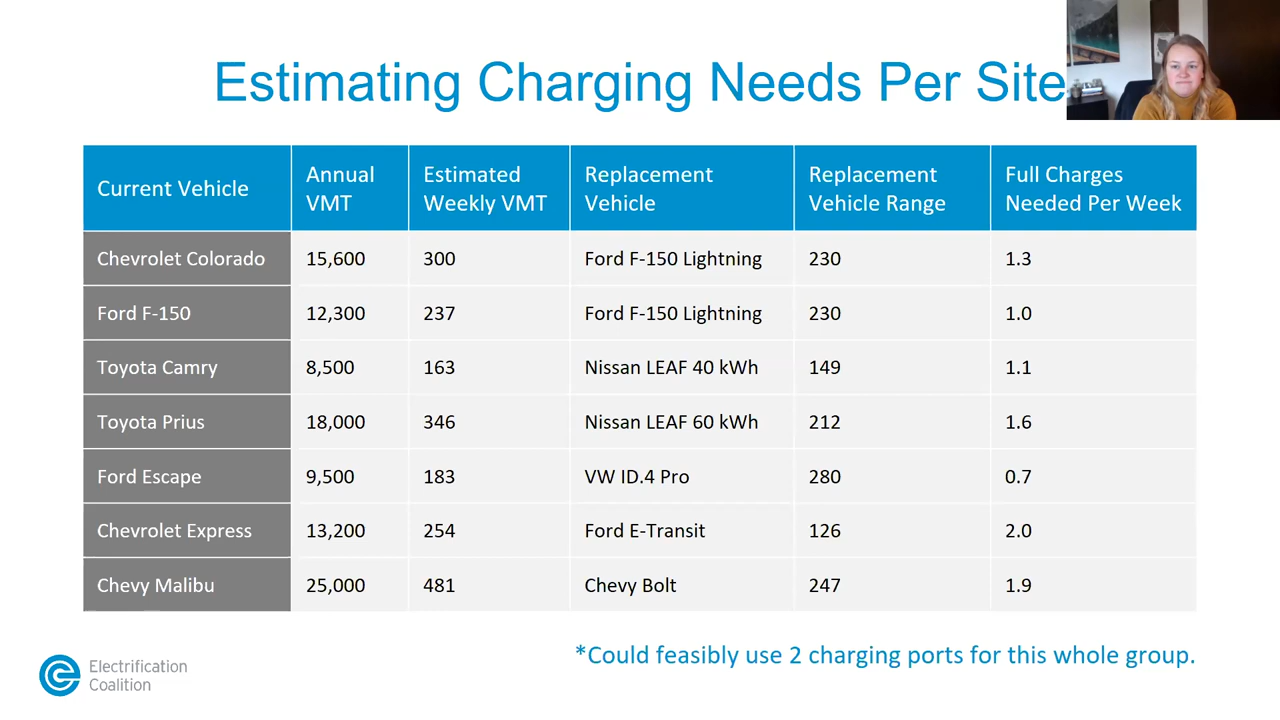 Estimating Charging Needs Per Site
Current Vehicle
Annual
VMT
Estimated
Weekly VMT
Replacement
Vehicle
Replacement
Vehicle Range
Full Charges
Needed Per Week
Chevrolet Colorado 15,600 300 Ford F-150 Lightning 230 1.3
Ford F-150 12,300 237 Ford F-150 Lightning 230 1.0
Toyota Camry 8,500 163 Nissan LEAF 40 kWh 149 1.1
Toyota Prius 18,000 346 Nissan LEAF 60 kWh 212 1.6
Ford Escape 9,500 183 VW ID.4 Pro 280 0.7
Chevrolet Express 13,200 254 Ford E-Transit 126 2.0
Chevy Malibu 25,000 481 Chevy Bolt 247 1.9
*Could feasibly use 2 charging ports for this whole group.
Electrification
Coalition